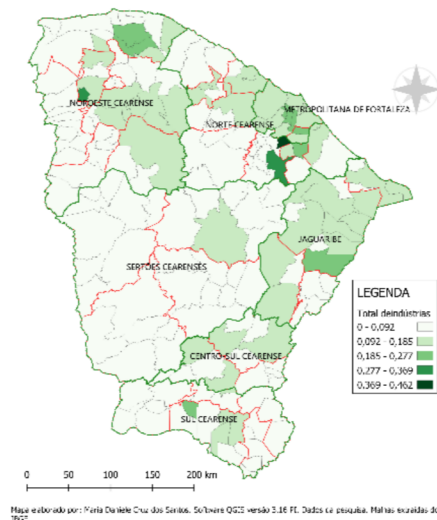 NOROESTE CEARENSE
NORTE CEARENSE
METROPOLITANA DE FORTALEZA
JAGUARIBE
SERTÕES CEARENSES
CENTRO-SUL CEARENSE
SUL CEARENSE
LEGENDA
Total deindústrias
0 - 0,092
0,092 - 0,185
0,185 - 0,277
0,277 - 0,369
0,369 - 0,462
0 50 100 150 200 km
Mapa elaborado por: Maria Daniele Cruz dos Santos. Software QGIS versão 3.16 PI. Dados da pesquisa. Malhas extraídas do
IBGE